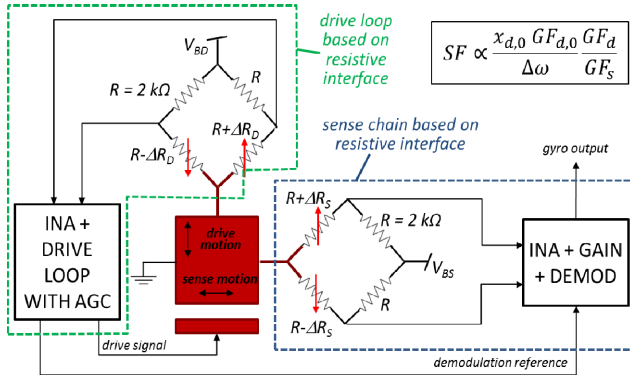 drive loop
based on
resistive
interface
V_BD
R = 2 kΩ
R
R-ΔR_D
R+ΔR_D
SF ∝ x_d,0 GF_d,0 / Δω GF_d / GF_s
sense chain based on
resistive interface
gyro output
INA +
DRIVE
LOOP
WITH AGC
drive
motion
sense motion
R+ΔR_S
R = 2 kΩ
V_BS
R-ΔR_S
R
INA + GAIN
+ DEMOD
drive signal
demodulation reference